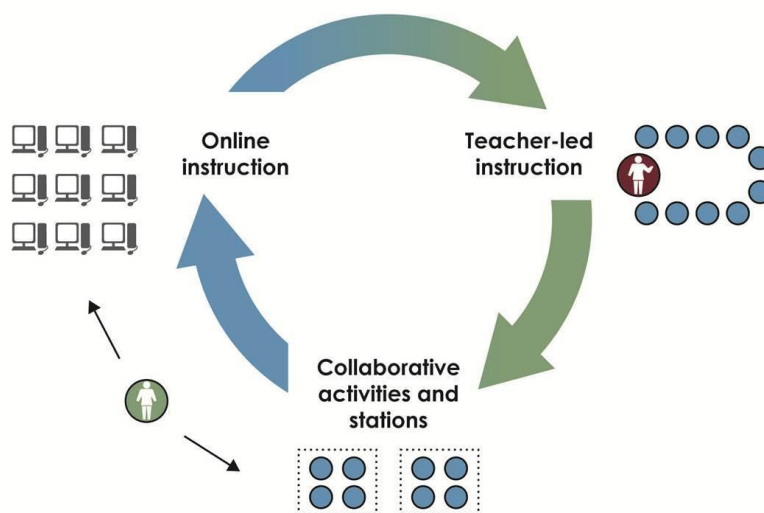 Online
instruction
Teacher-led
instruction
Collaborative
activities and
stations